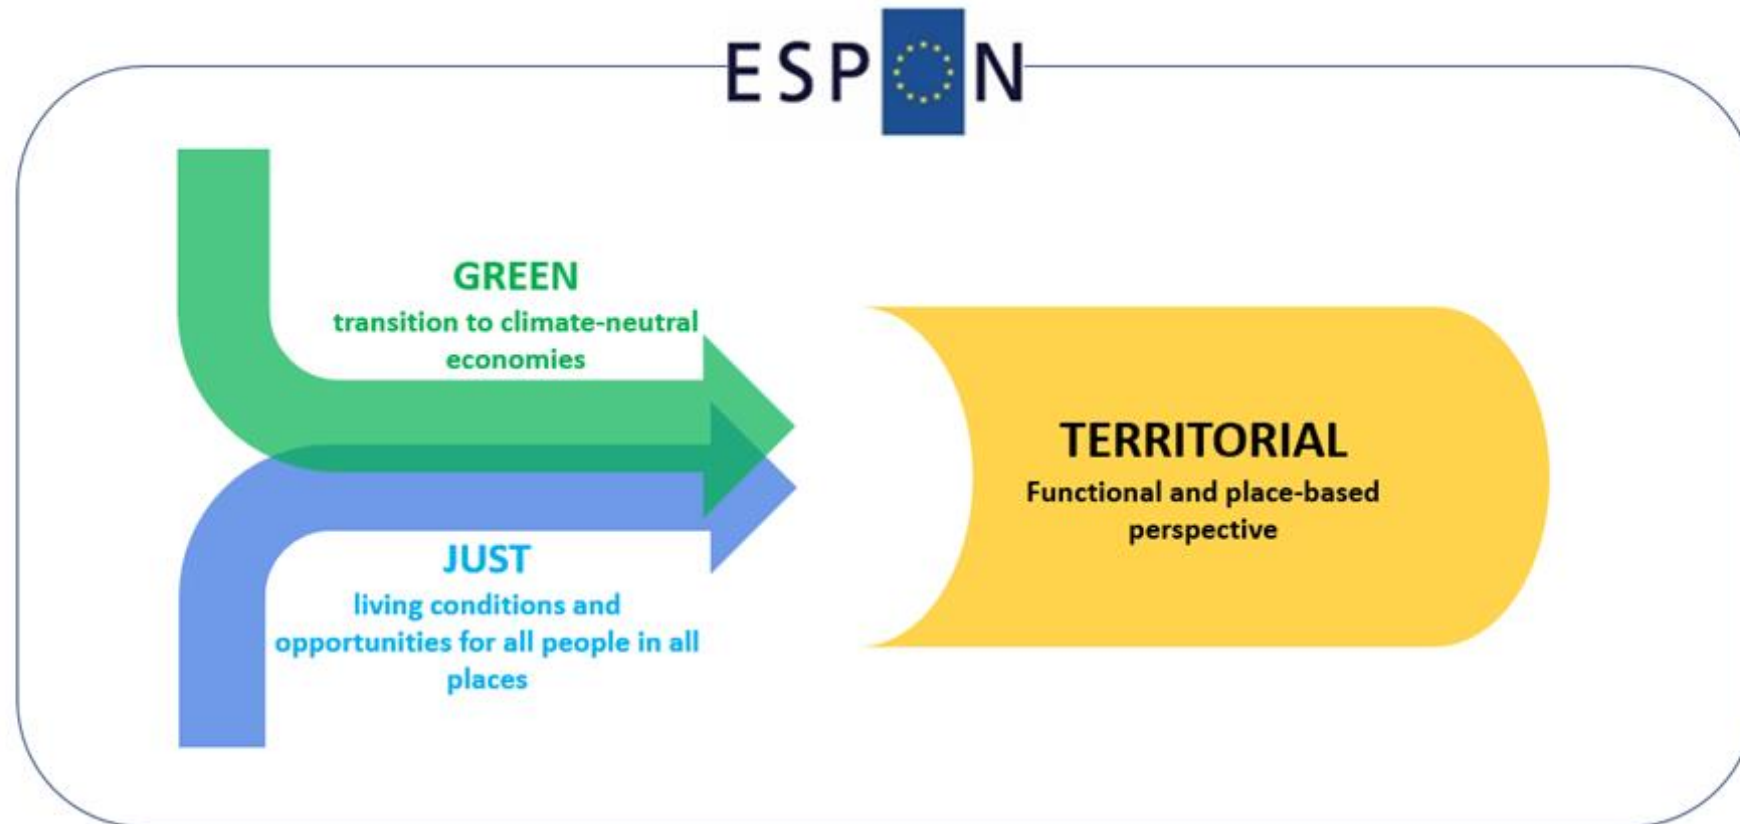 ESPON
GREEN
transition to climate-neutral
economies
JUST
living conditions and
opportunities for all people in all
places
TERRITORIAL
Functional and place-based
perspective